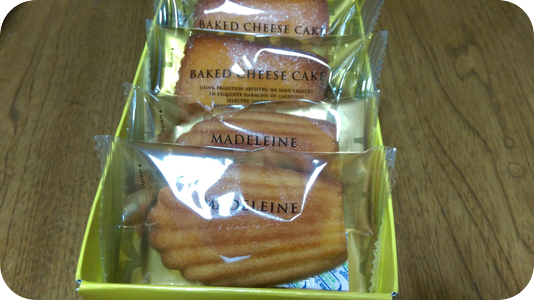 BAKED CHEESE CAKE
BAKED CHEESE CAKE
USING TRADITION ARTISTRY, WE HAVE CREATED
AN EXQUISITE HARMONY OF CAREFULLY
SELECTED
MADELEINE
MADELEINE